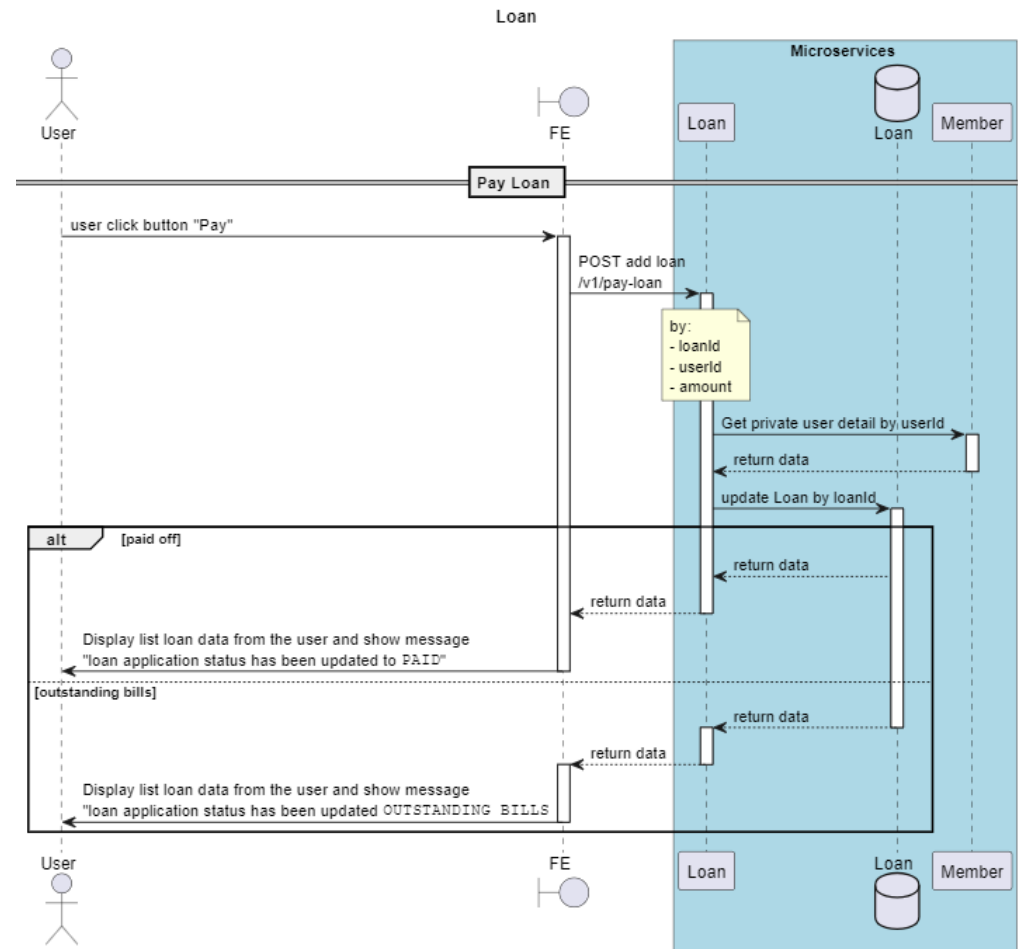 Loan
Microservices
User
FE
Loan
Loan
Member
Pay Loan
user click button "Pay"
POST add loan
/v1/pay-loan
by:
- loanId
- userId
- amount
Get private user detail by userId
return data
update Loan by loanId
alt
[paid off]
return data
return data
Display list loan data from the user and show message
"loan application status has been updated to PAID"
[outstanding bills]
return data
return data
Display list loan data from the user and show message
"loan application status has been updated OUTSTANDING BILLS
User
FE
Loan
Loan
Member